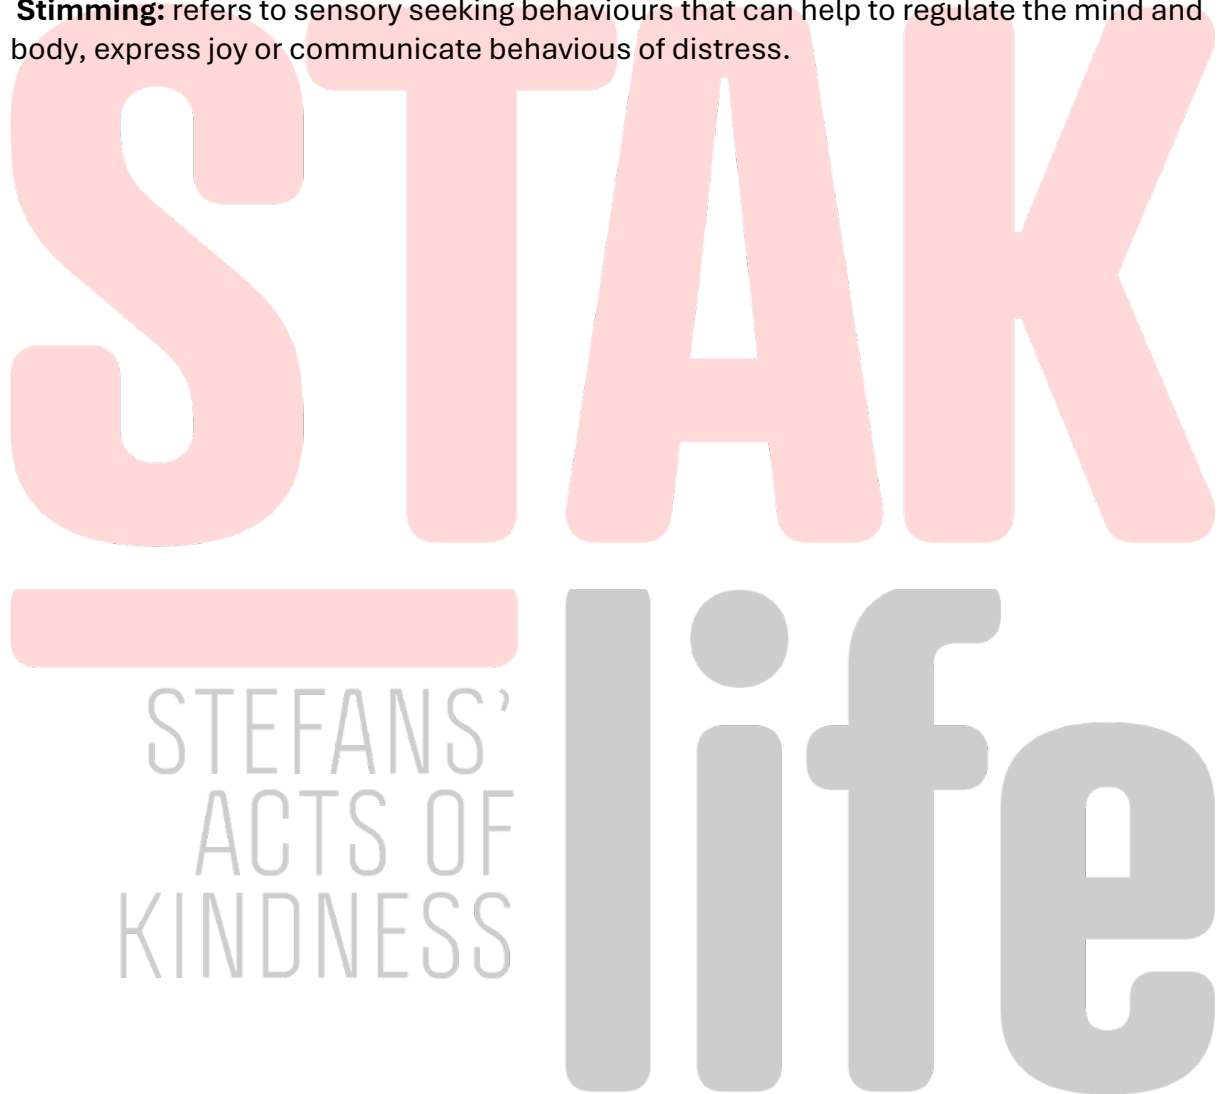 Stimming: refers to sensory seeking behaviours that can help to regulate the mind and
body, express joy or communicate behavious of distress.
STAK
life
STEFANS’
ACTS OF
KINDNESS